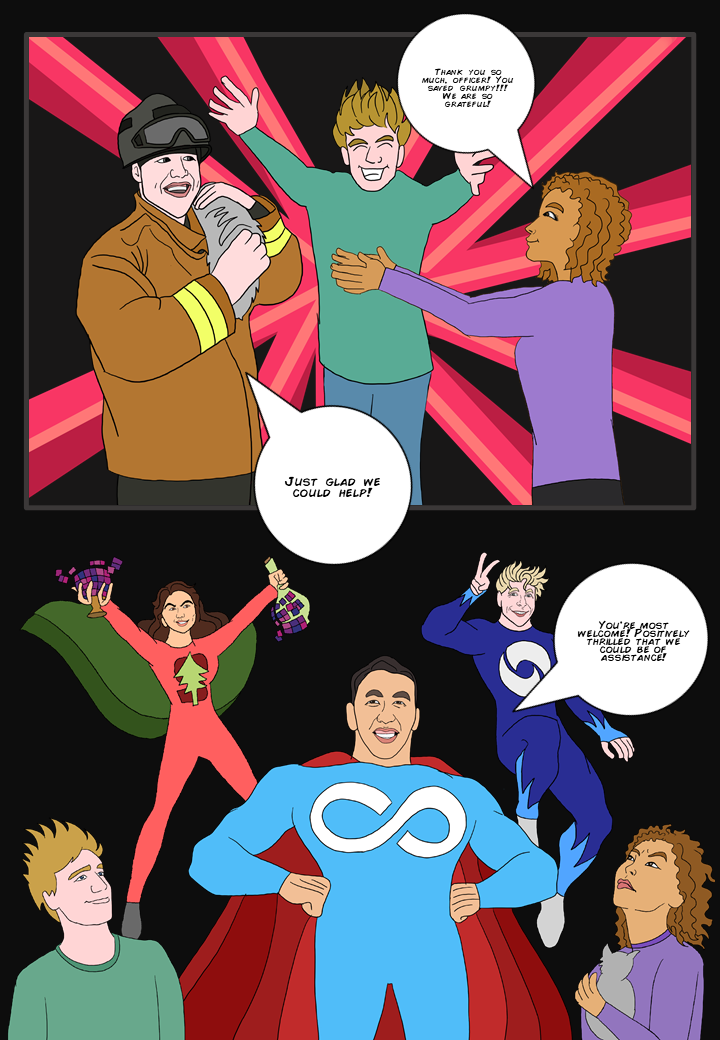 Thank you so
much, officer! You
saved Grumpy!!!
We are so
grateful!
Just glad we
could help!
You're most
welcome! Positively
thrilled that we
could be of
assistance!